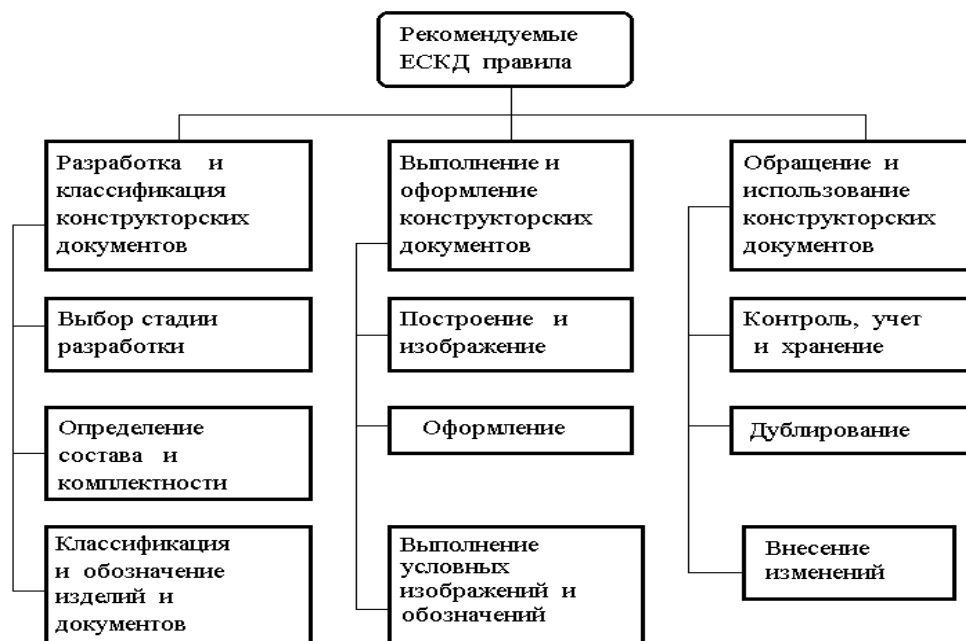 Рекомендуемые
ЕСКД правила
Разработка и
классификация
конструкторских
документов
Выбор стадии
разработки
Определение
состава и
комплектности
Классификация
и обозначение
изделий и
документов
Выполнение и
оформление
конструкторских
документов
Построение и
изображение
Оформление
Выполнение
условных
изображений и
обозначений
Обращение и
использование
конструкторских
документов
Контроль, учет
и хранение
Дублирование
Внесение
изменений